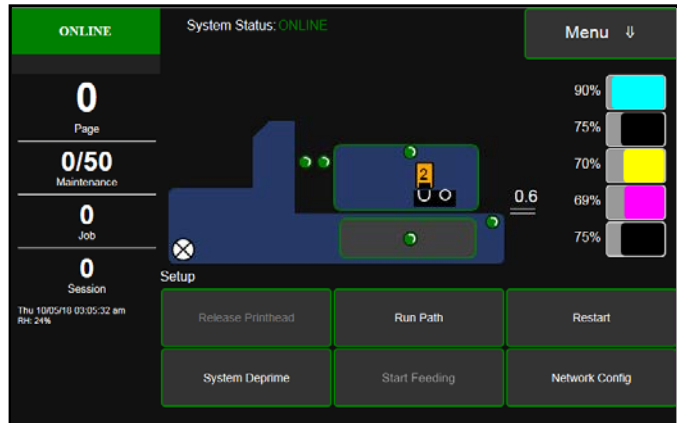 ONLINE
System Status: ONLINE
Menu ⇓
0
Page
0/50
Maintenance
0
Job
0
Session
Thu 10/05/18 03:05:32 am
RH: 24%
90%
75%
70%
69%
75%
2
0.6
Setup
Release Printhead
Run Path
Restart
System Deprime
Start Feeding
Network Config